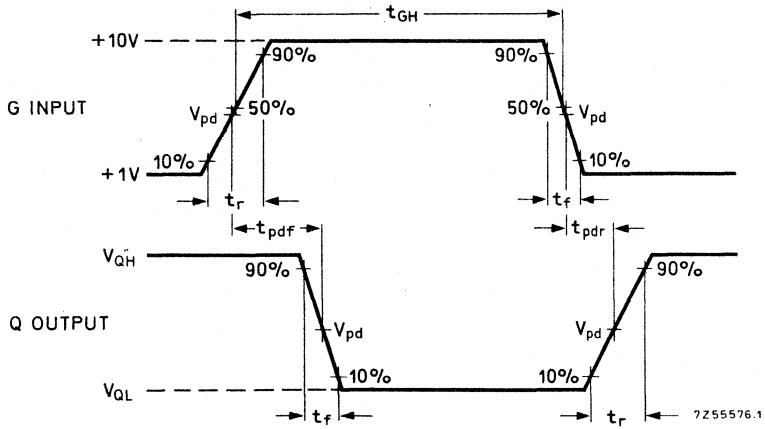 t_GH
+10V
90%
90%
G INPUT
V_pd
50%
50%
V_pd
10%
10%
+1V
t_r
t_f
t_pdf
t_pdr
V_QH
90%
90%
Q OUTPUT
V_pd
V_pd
10%
10%
V_QL
t_f
t_r
7Z55576.1